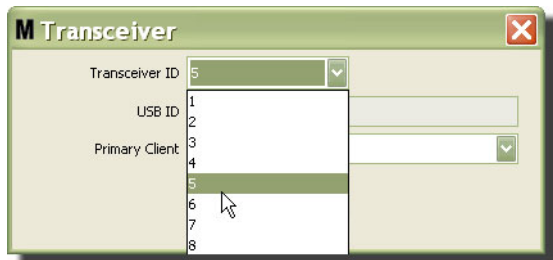 M Transceiver
Transceiver ID 5
1
USB ID
2
3
Primary Client
4
5
6
7
8